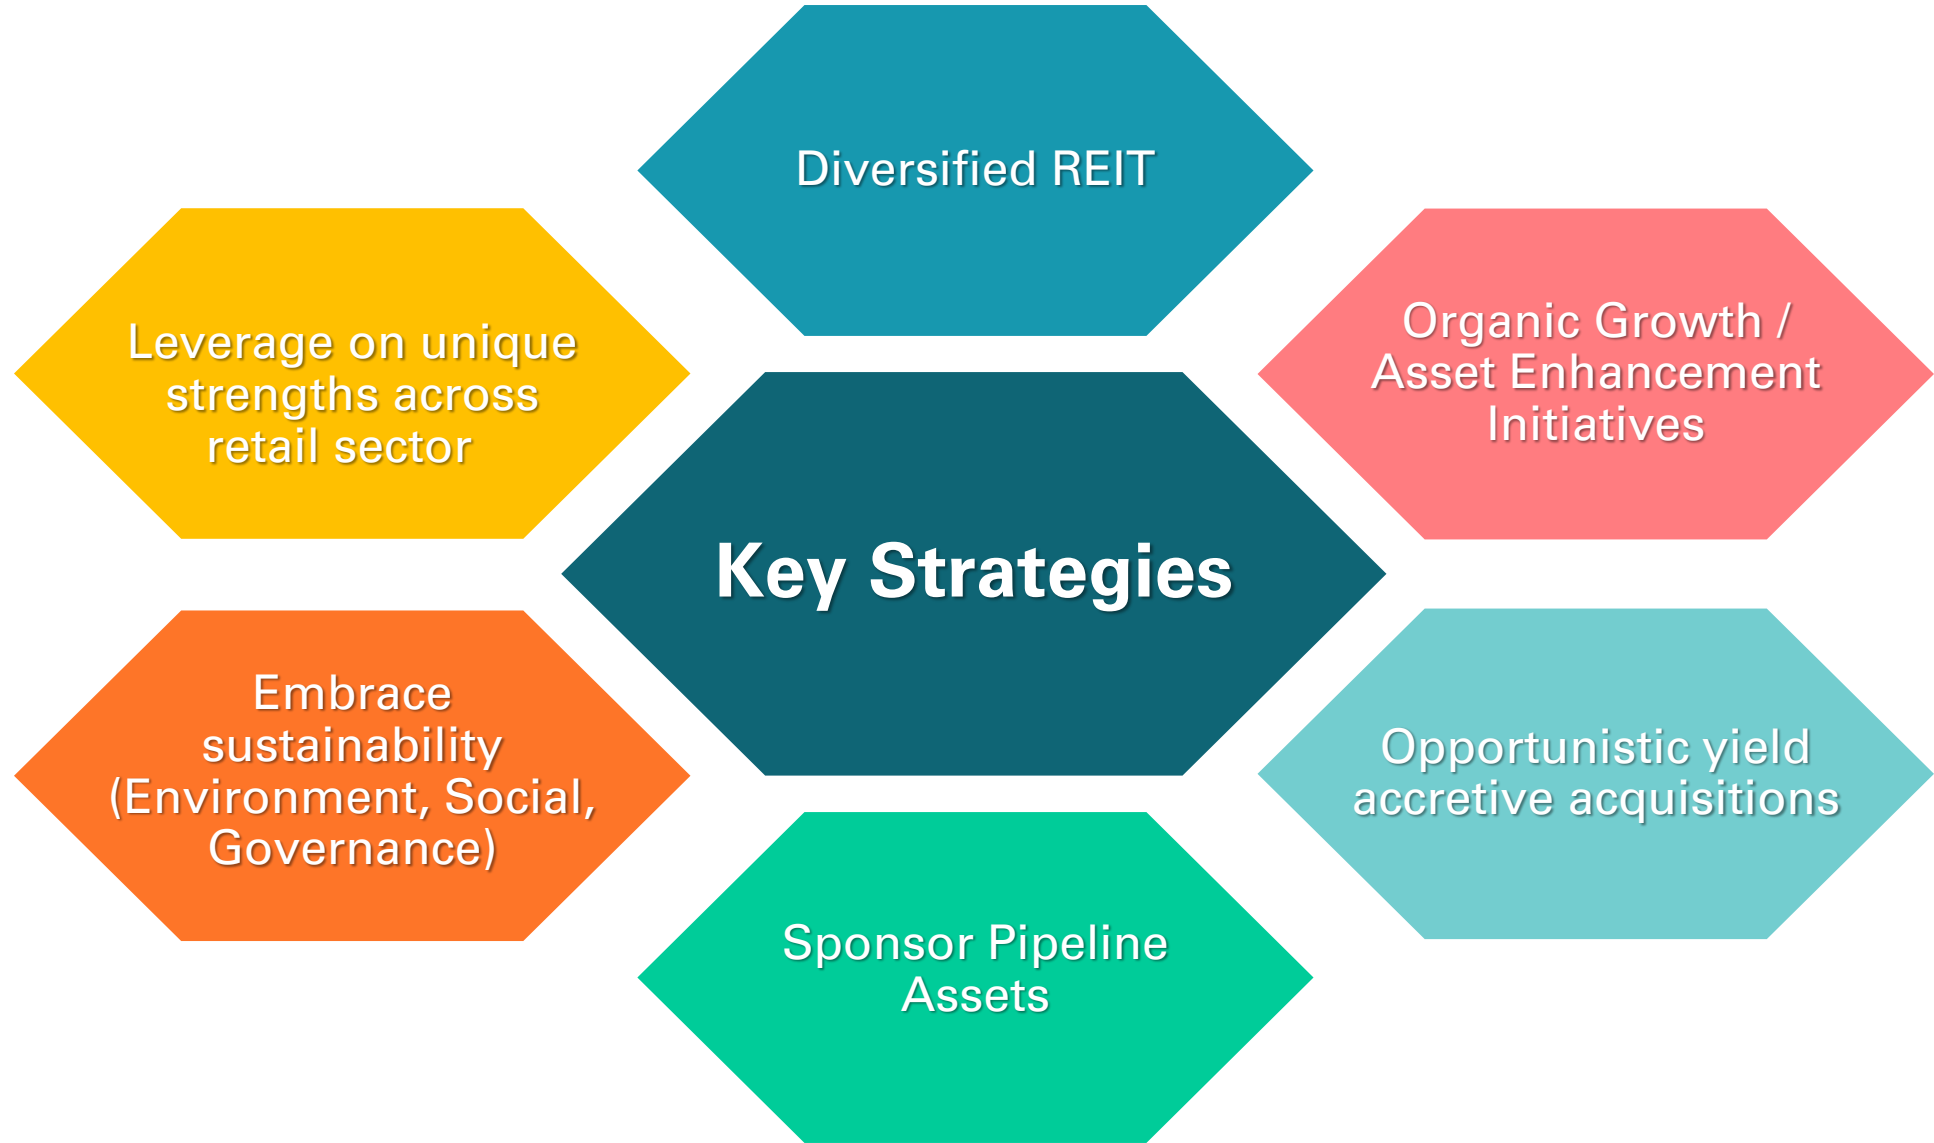 Diversified REIT
Leverage on unique
strengths across
retail sector
Organic Growth /
Asset Enhancement
Initiatives
Key Strategies
Embrace
sustainability
(Environment, Social,
Governance)
Opportunistic yield
accretive acquisitions
Sponsor Pipeline
Assets